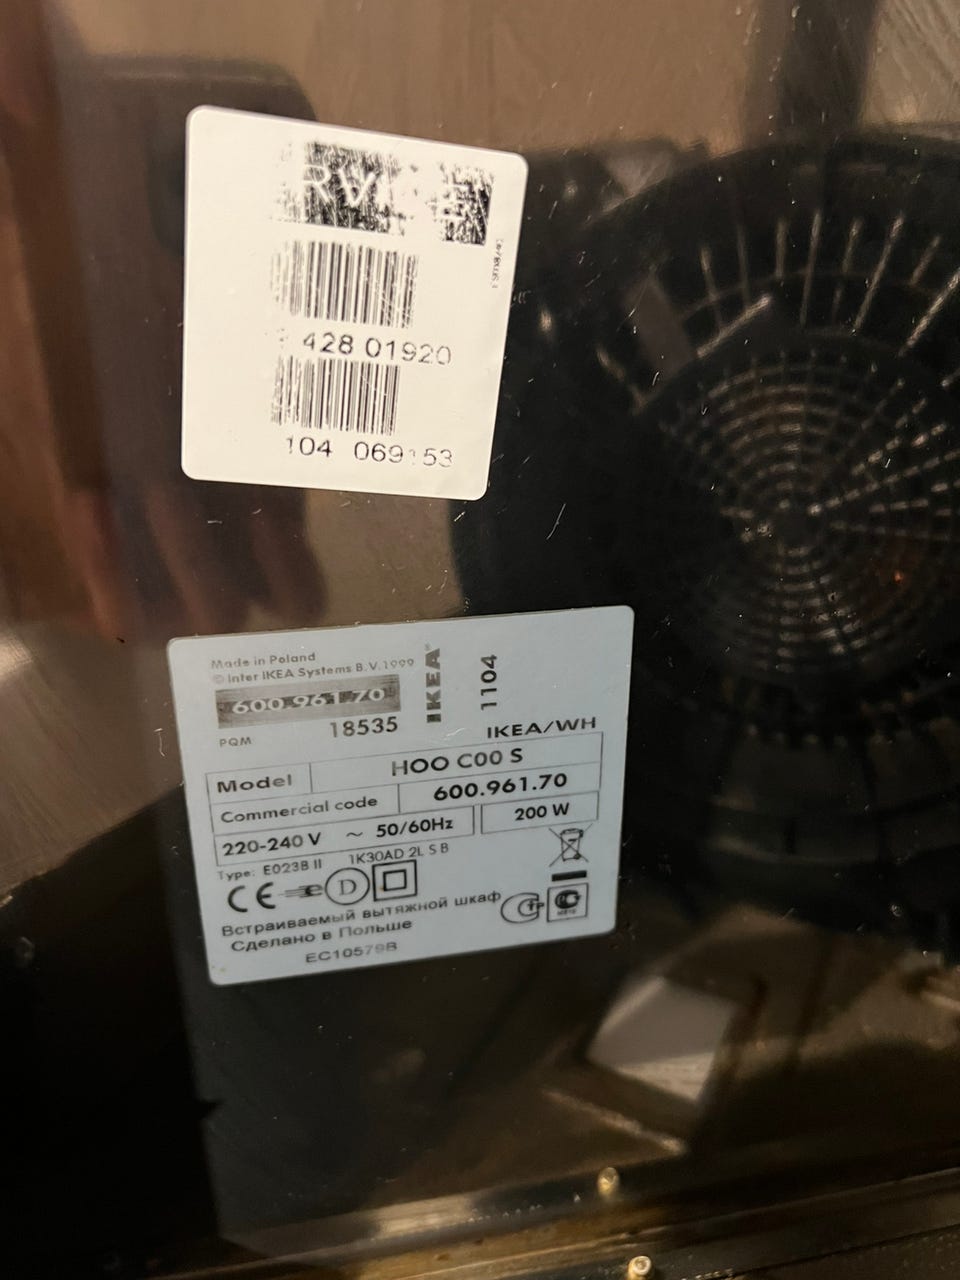 428 01920
104 069153
Made in Poland
© Inter IKEA Systems B.V. 1999
600.961.70
IKEA®
1104
PQM 18535
IKEA/WH
Model HOO C00 S
Commercial code 600.961.70
220-240 V ~ 50/60Hz 200 W
Type: E023B II 1K30AD 2L S B
CE D
Встраиваемый вытяжной шкаф
Сделано в Польше
EC10579B